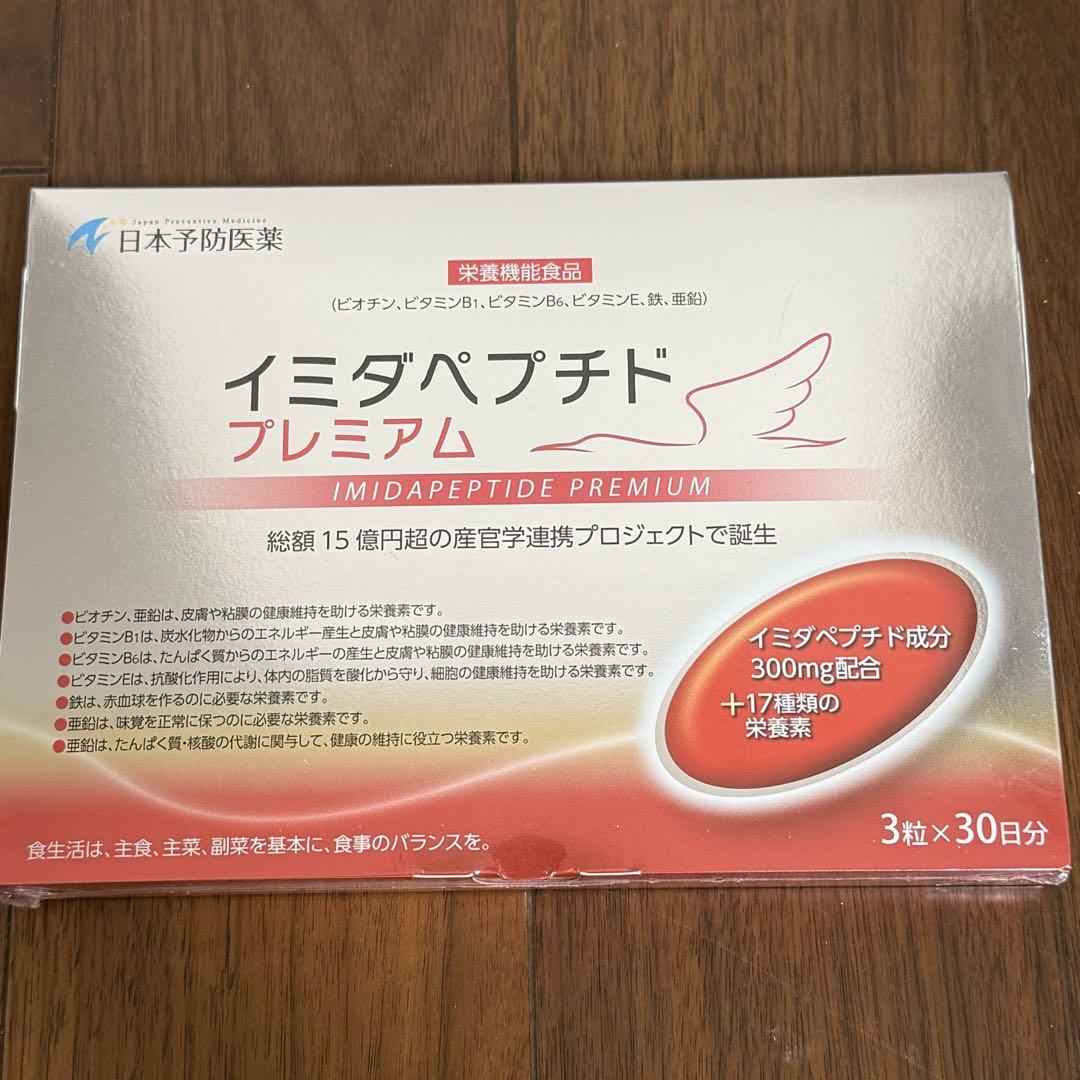 Japan Preventive Medicine
日本予防医薬
栄養機能食品
(ビオチン、ビタミンB1、ビタミンB6、ビタミンE、鉄、亜鉛)
イミダペプチド
プレミアム
IMIDAPEPTIDE PREMIUM
総額15億円超の産官学連携プロジェクトで誕生
●ビオチン、亜鉛は、皮膚や粘膜の健康維持を助ける栄養素です。
●ビタミンB1は、炭水化物からのエネルギー産生と皮膚や粘膜の健康維持を助ける栄養素です。
●ビタミンB6は、たんぱく質からのエネルギーの産生と皮膚や粘膜の健康維持を助ける栄養素です。
●ビタミンEは、抗酸化作用により、体内の脂質を酸化から守り、細胞の健康維持を助ける栄養素です。
●鉄は、赤血球を作るのに必要な栄養素です。
●亜鉛は、味覚を正常に保つのに必要な栄養素です。
●亜鉛は、たんぱく質・核酸の代謝に関与して、健康の維持に役立つ栄養素です。
イミダペプチド成分
300mg配合
+17種類の
栄養素
3粒×30日分
食生活は、主食、主菜、副菜を基本に、食事のバランスを。